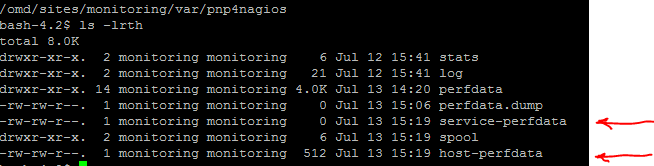 /omd/sites/monitoring/var/pnp4nagios
bash-4.2$ ls -lrth
total 8.0K
drwxr-xr-x.  2 monitoring monitoring    6 Jul 12 15:41 stats
drwxr-xr-x.  2 monitoring monitoring   21 Jul 12 15:41 log
drwxr-xr-x. 14 monitoring monitoring 4.0K Jul 13 14:20 perfdata
-rw-rw-r--.  1 monitoring monitoring    0 Jul 13 15:06 perfdata.dump
-rw-rw-r--.  1 monitoring monitoring    0 Jul 13 15:19 service-perfdata
drwxr-xr-x.  2 monitoring monitoring    6 Jul 13 15:19 spool
-rw-rw-r--.  1 monitoring monitoring  512 Jul 13 15:19 host-perfdata